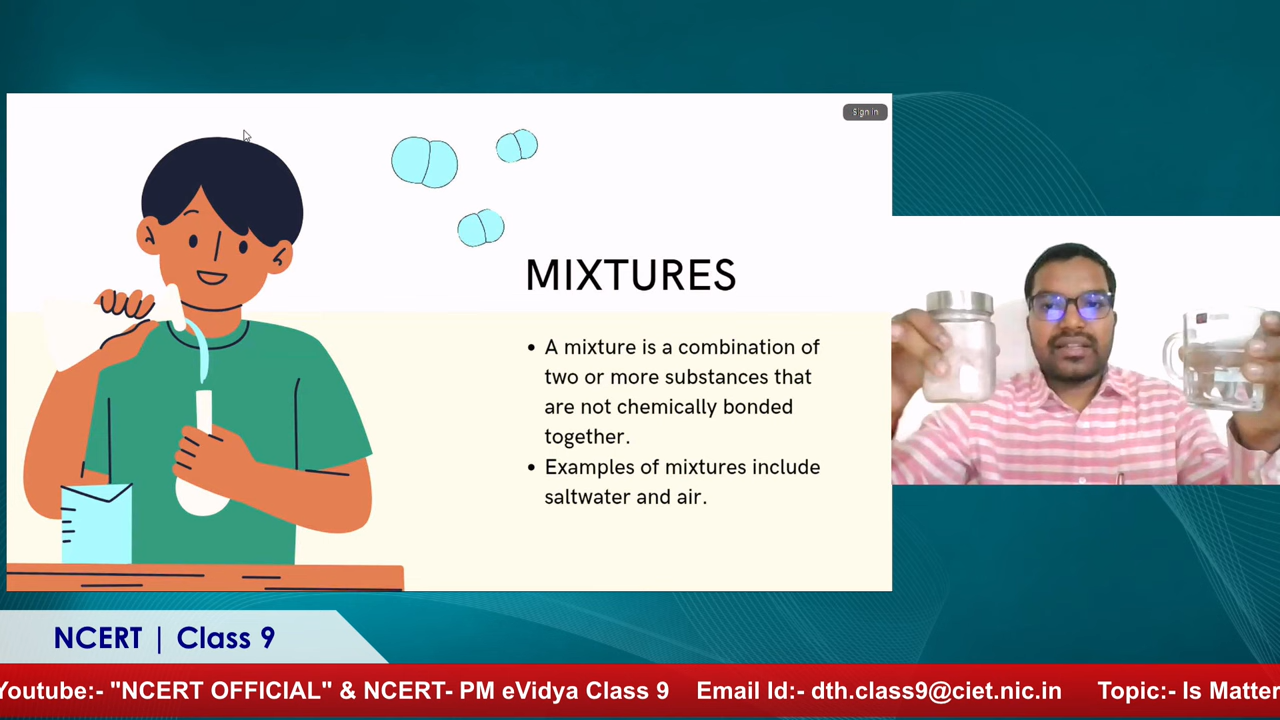 Sign in
MIXTURES
• A mixture is a combination of
two or more substances that
are not chemically bonded
together.
• Examples of mixtures include
saltwater and air.
NCERT | Class 9
Youtube:- "NCERT OFFICIAL" & NCERT- PM eVidya Class 9 Email Id:- dth.class9@ciet.nic.in Topic:- Is Matter